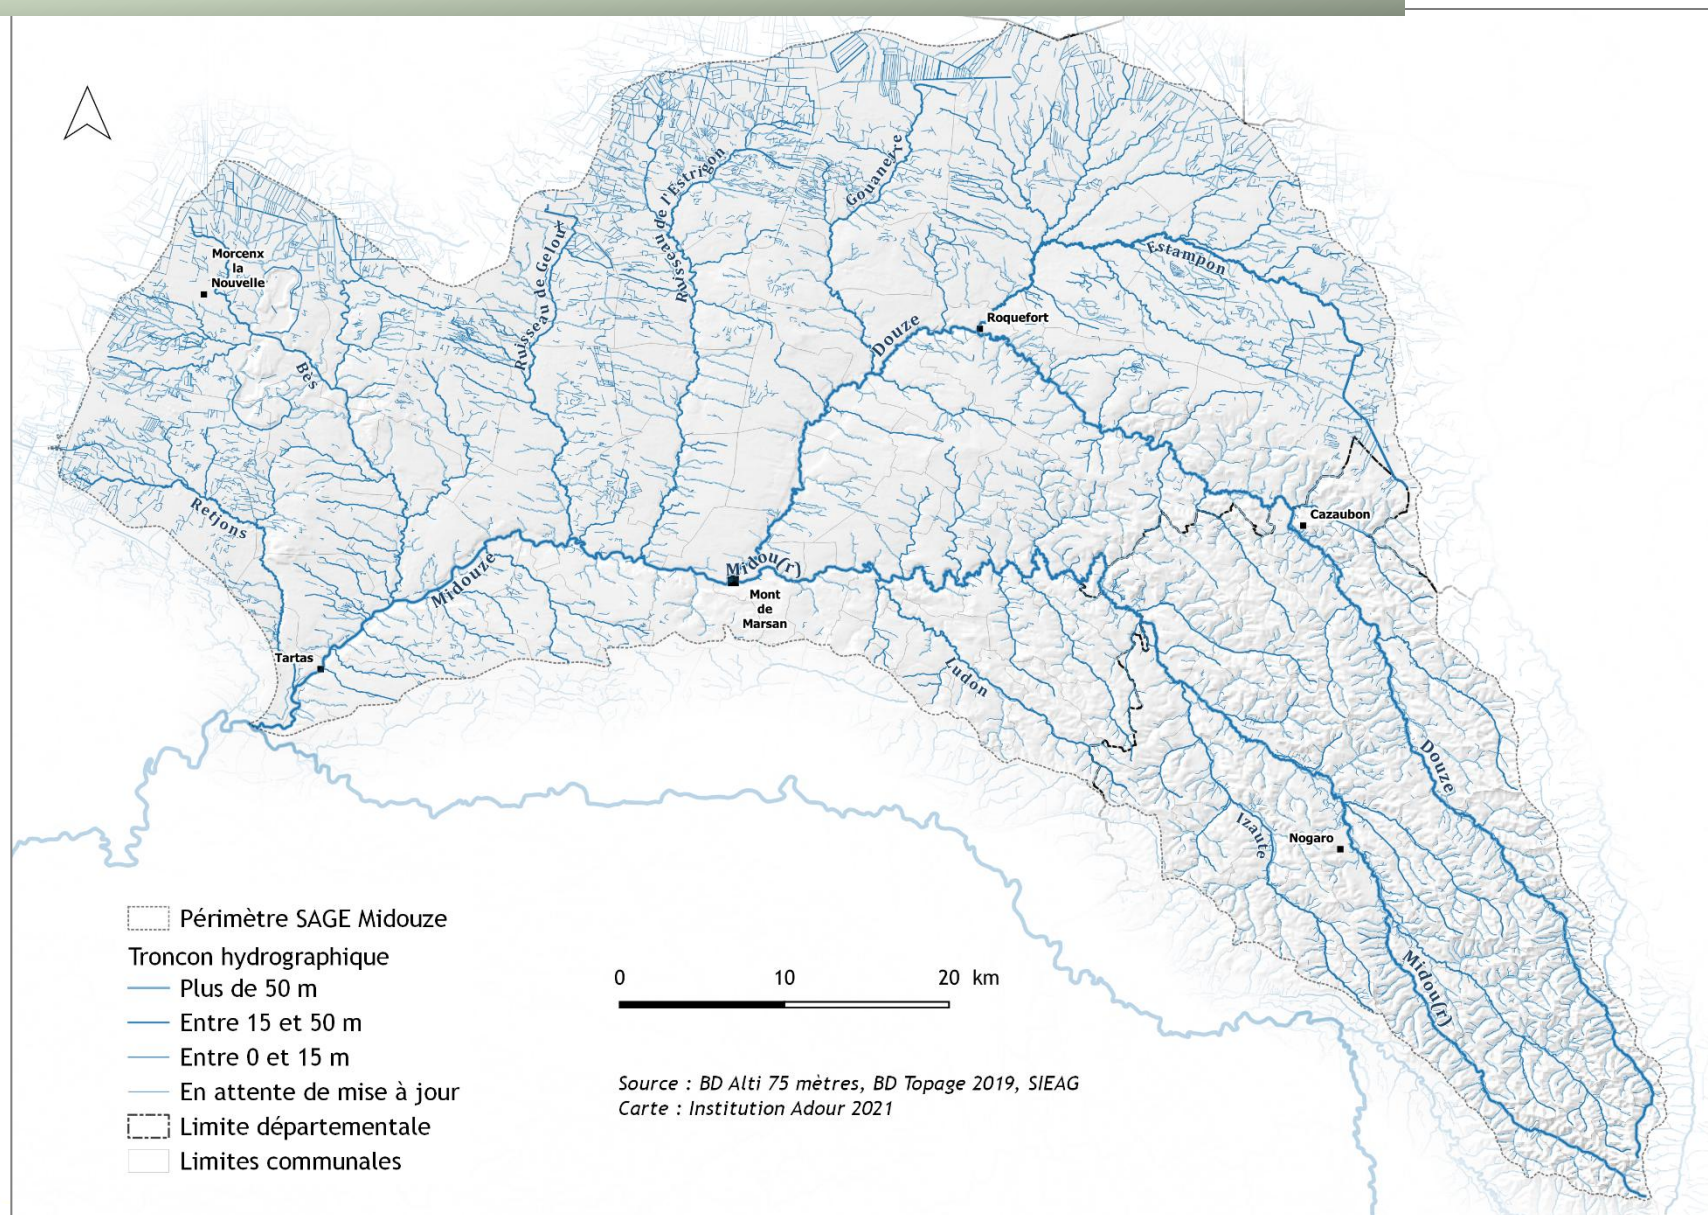 Morcenx
la
Nouvelle
Bès
Retjons
Ruisseau de Gelour
Ruisseau de l'Estrigon
Gouaneire
Estampon
Roquefort
Douze
Cazaubon
Midouze
Midou(r)
Mont
de
Marsan
Tartas
Ludon
Douze
Izaute
Nogaro
Midou(r)
Périmètre SAGE Midouze
Troncon hydrographique
Plus de 50 m
Entre 15 et 50 m
Entre 0 et 15 m
En attente de mise à jour
Limite départementale
Limites communales
0 10 20 km
Source : BD Alti 75 mètres, BD Topage 2019, SIEAG
Carte : Institution Adour 2021